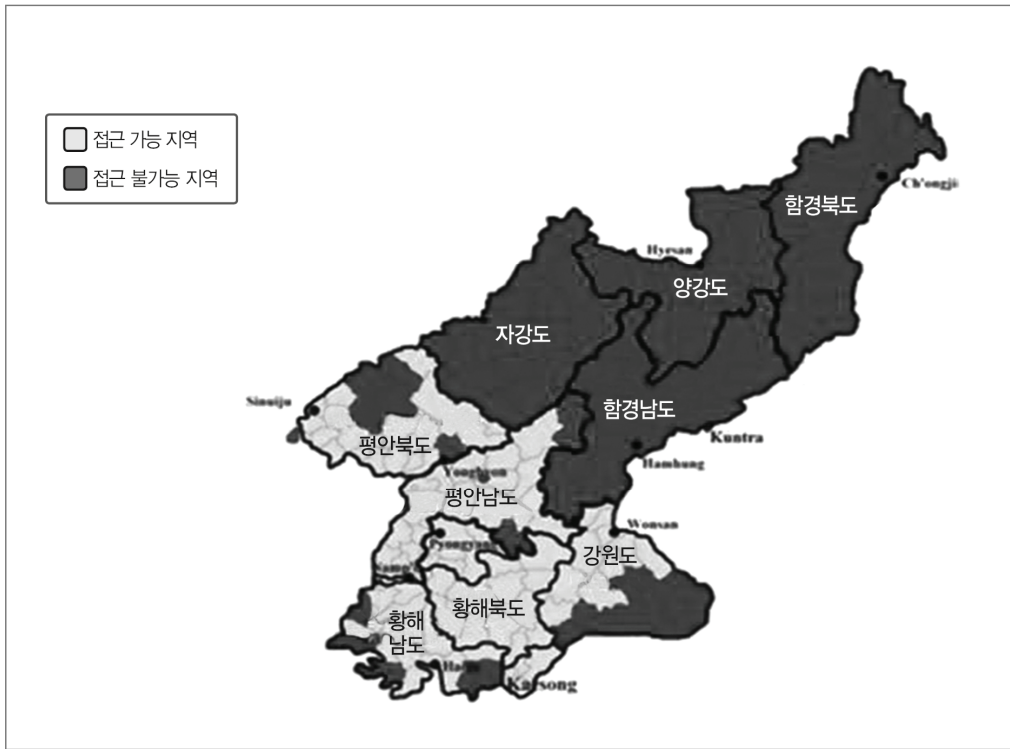 접근 가능 지역
접근 불가능 지역
Ch'ongji
함경북도
Hyesan
양강도
자강도
Sinuiju
함경남도
Kuntra
평안북도
Hamhung
평안남도
Wonsan
Pyongyang
강원도
황해북도
황해
남도
Kaesong